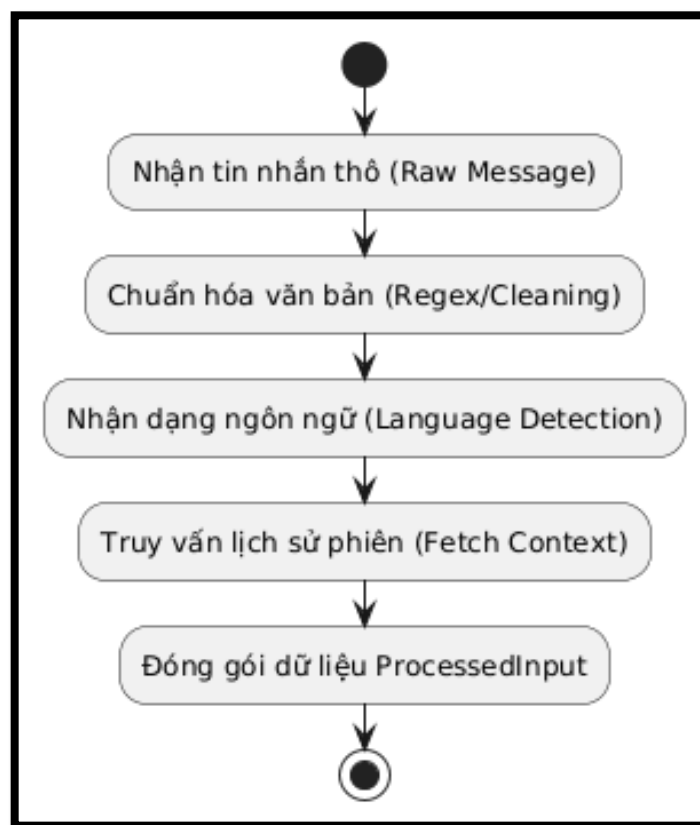 Nhận tin nhắn thô (Raw Message)
Chuẩn hóa văn bản (Regex/Cleaning)
Nhận dạng ngôn ngữ (Language Detection)
Truy vấn lịch sử phiên (Fetch Context)
Đóng gói dữ liệu ProcessedInput